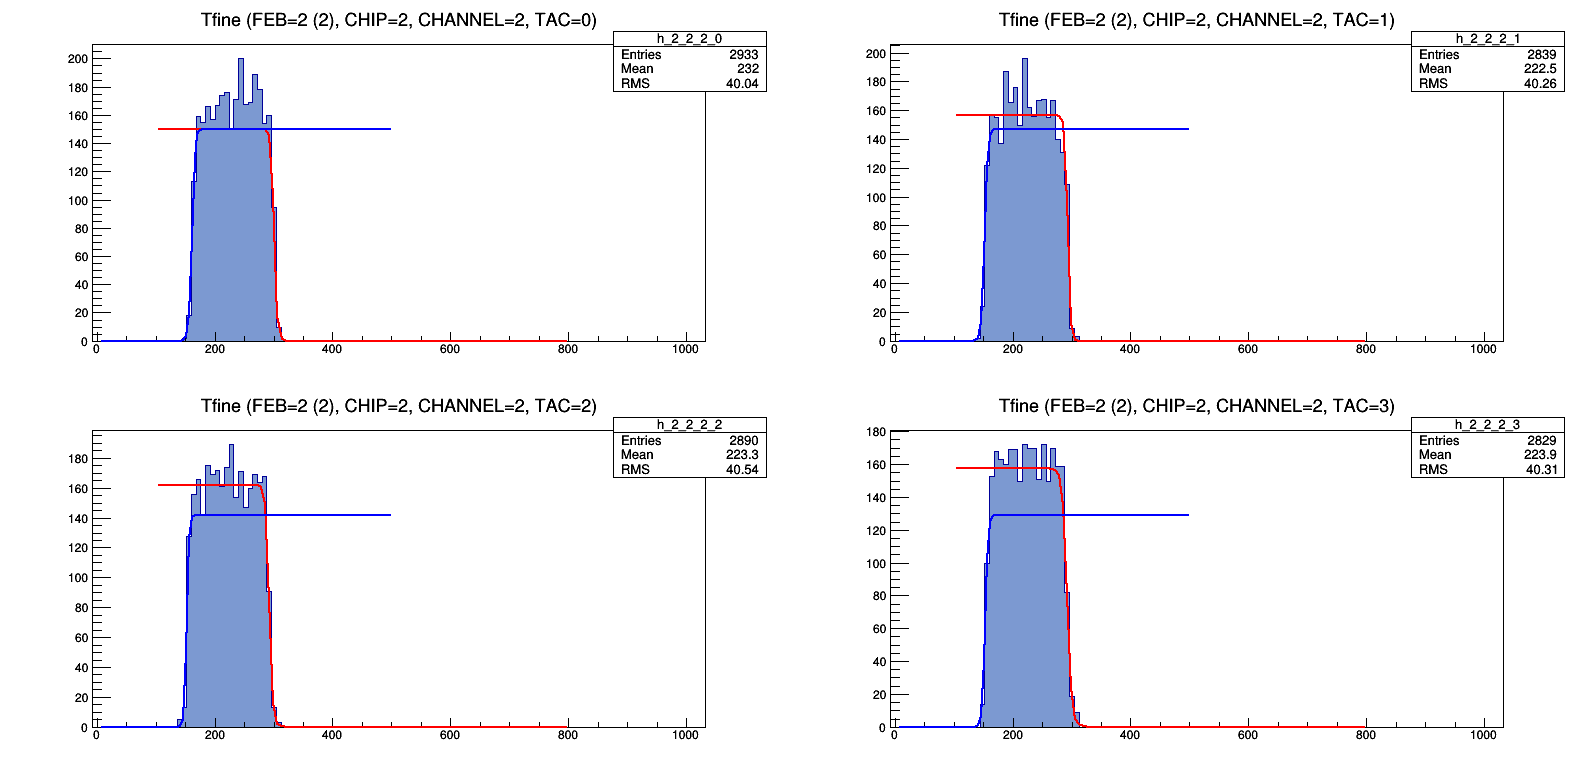 Tfine (FEB=2 (2), CHIP=2, CHANNEL=2, TAC=0)
h_2_2_2_0
Entries 2933
Mean 232
RMS 40.04
200
180
160
140
120
100
80
60
40
20
0
0 200 400 600 800 1000
Tfine (FEB=2 (2), CHIP=2, CHANNEL=2, TAC=1)
h_2_2_2_1
Entries 2839
Mean 222.5
RMS 40.26
200
180
160
140
120
100
80
60
40
20
0
0 200 400 600 800 1000
Tfine (FEB=2 (2), CHIP=2, CHANNEL=2, TAC=2)
h_2_2_2_2
Entries 2890
Mean 223.3
RMS 40.54
180
160
140
120
100
80
60
40
20
0
0 200 400 600 800 1000
Tfine (FEB=2 (2), CHIP=2, CHANNEL=2, TAC=3)
h_2_2_2_3
Entries 2829
Mean 223.9
RMS 40.31
180
160
140
120
100
80
60
40
20
0
0 200 400 600 800 1000